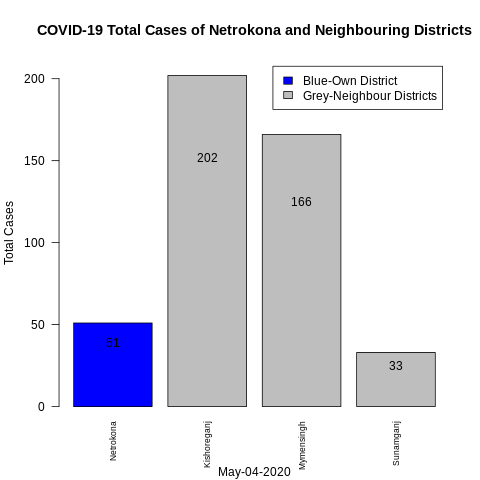 COVID-19 Total Cases of Netrokona and Neighbouring Districts
Blue-Own District
Grey-Neighbour Districts
Total Cases
200
150
100
50
0
51
202
166
33
Netrokona
Kishoreganj
Mymensingh
Sunamganj
May-04-2020